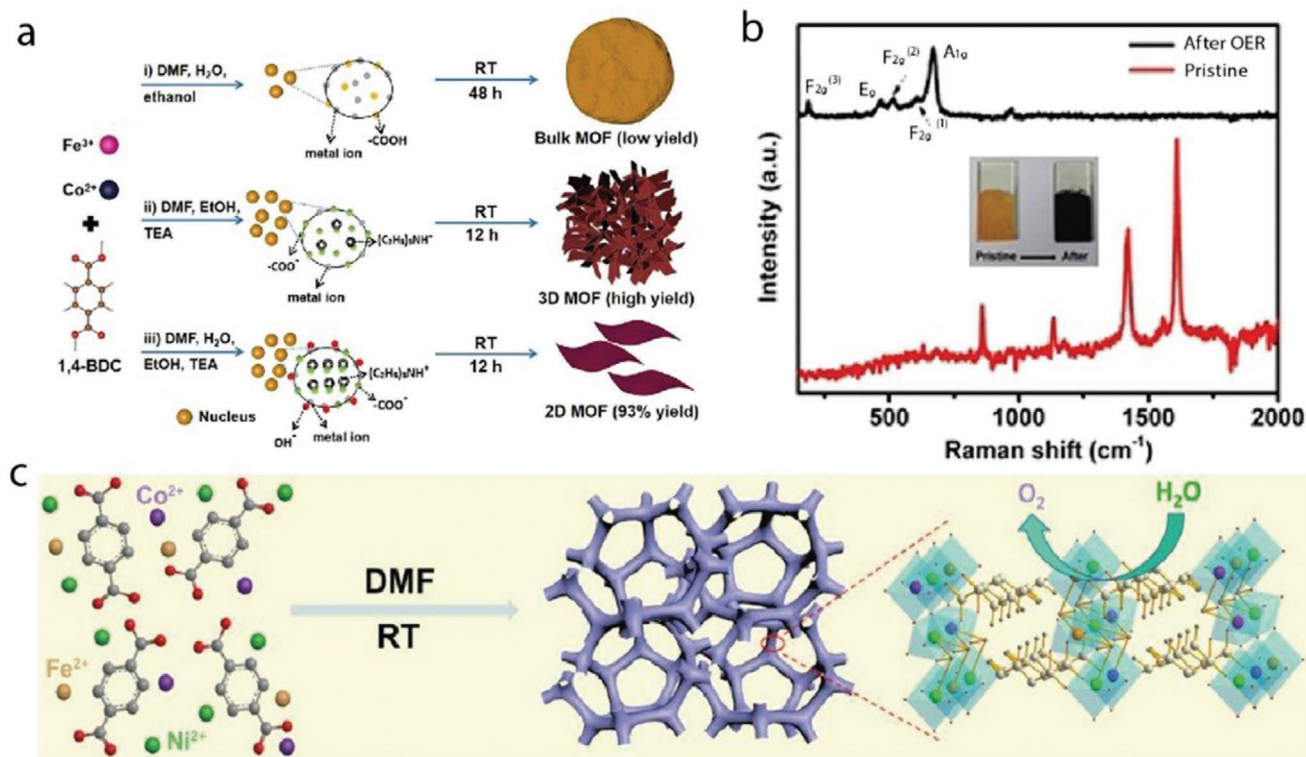 a
Fe³⁺
Co²⁺
1,4-BDC
i) DMF, H₂O,
ethanol
metal ion
-COOH
RT
48 h
Bulk MOF (low yield)
ii) DMF, EtOH,
TEA
-COO⁻
(C₂H₅)₃NH⁻
metal ion
RT
12 h
3D MOF (high yield)
iii) DMF, H₂O,
EtOH, TEA
Nucleus
(C₂H₅)₃NH⁺
-COO⁻
OH⁻
metal ion
RT
12 h
2D MOF (93% yield)
b
After OER
Pristine
F₂g⁽³⁾
Eg
F₂g⁽²⁾
A₁g
F₂g⁽¹⁾
Pristine
After
Intensity (a.u.)
500
1000
1500
2000
Raman shift (cm⁻¹)
c
Co²⁺
Fe²⁺
Ni²⁺
DMF
RT
O₂
H₂O